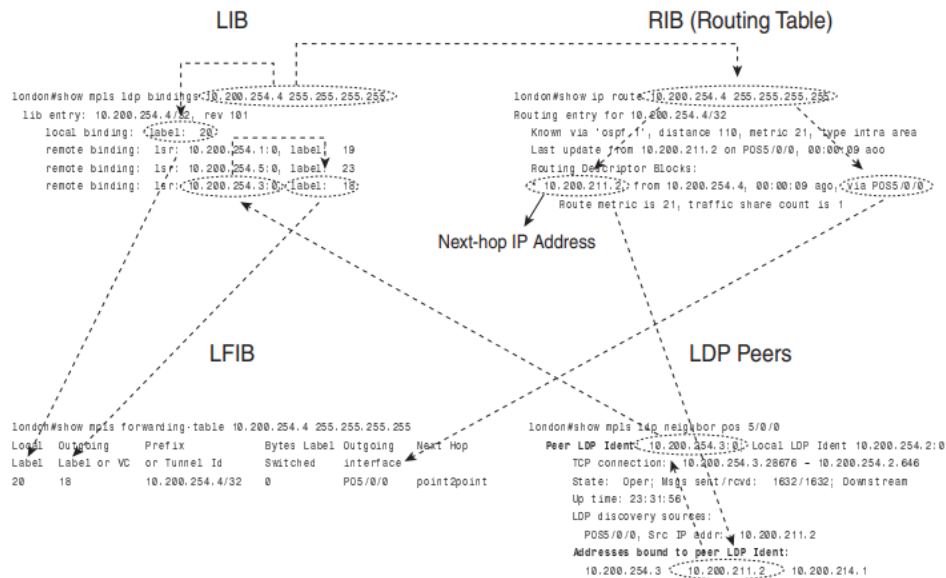 LIB
london#show mpls ldp bindings 10.200.254.4 255.255.255.255
lib entry: 10.200.254.4/32, rev 101
local binding: label: 20
remote binding: lsr: 10.200.254.1:0, label: 19
remote binding: lsr: 10.200.254.5:0, label: 23
remote binding: lsr: 10.200.254.3:0, label: 18
RIB (Routing Table)
london#show ip route 10.200.254.4 255.255.255.255
Routing entry for 10.200.254.4/32
Known via 'ospf 1', distance 110, metric 21, type intra area
Last update from 10.200.211.2 on POS5/0/0, 00:00:09 aoo
Routing Descriptor Blocks:
* 10.200.211.2, from 10.200.254.4, 00:00:09 ago, via POS5/0/0
Route metric is 21, traffic share count is 1
Next-hop IP Address
LFIB
london#show mpls forwarding-table 10.200.254.4 255.255.255.255
Local Outgoing Prefix Bytes Label Outgoing Next Hop
Label Label or VC or Tunnel Id Switched interface
20 18 10.200.254.4/32 0 PO5/0/0 point2point
LDP Peers
london#show mpls ldp neighbor pos 5/0/0
Peer LDP Ident: 10.200.254.3:0; Local LDP Ident 10.200.254.2:0
TCP connection: 10.200.254.3.28676 - 10.200.254.2.646
State: Oper; Msgs sent/rcvd: 1632/1632; Downstream
Up time: 23:31:56
LDP discovery sources:
POS5/0/0, Src IP addr: 10.200.211.2
Addresses bound to peer LDP Ident:
10.200.254.3 10.200.211.2 10.200.214.1